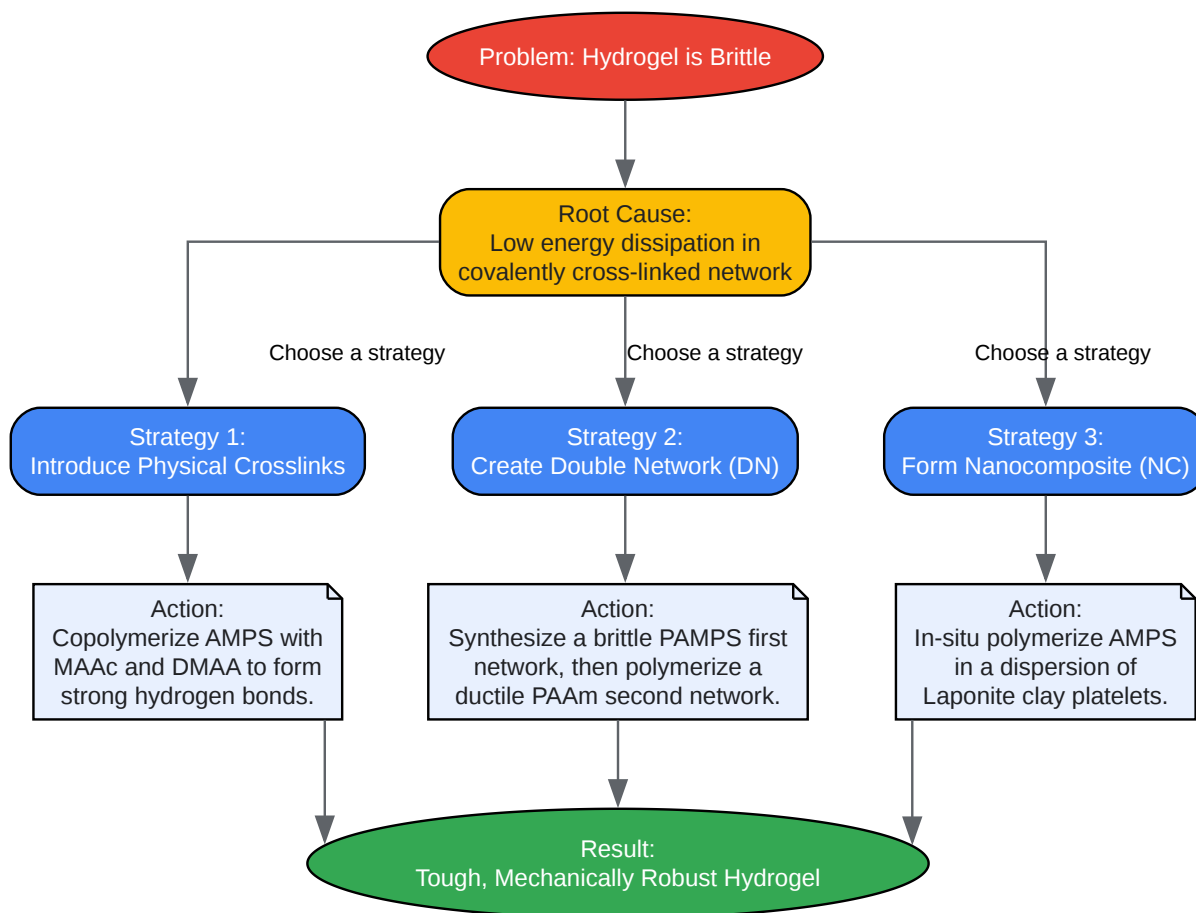 Problem: Hydrogel is Brittle
Root Cause:
Low energy dissipation in
covalently cross-linked network
Choose a strategy
Choose a strategy
Choose a strategy
Strategy 1:
Introduce Physical Crosslinks
Strategy 2:
Create Double Network (DN)
Strategy 3:
Form Nanocomposite (NC)
Action:
Copolymerize AMPS with
MAAc and DMAA to form
strong hydrogen bonds.
Action:
Synthesize a brittle PAMPS first
network, then polymerize a
ductile PAAm second network.
Action:
In-situ polymerize AMPS
in a dispersion of
Laponite clay platelets.
Result:
Tough, Mechanically Robust Hydrogel